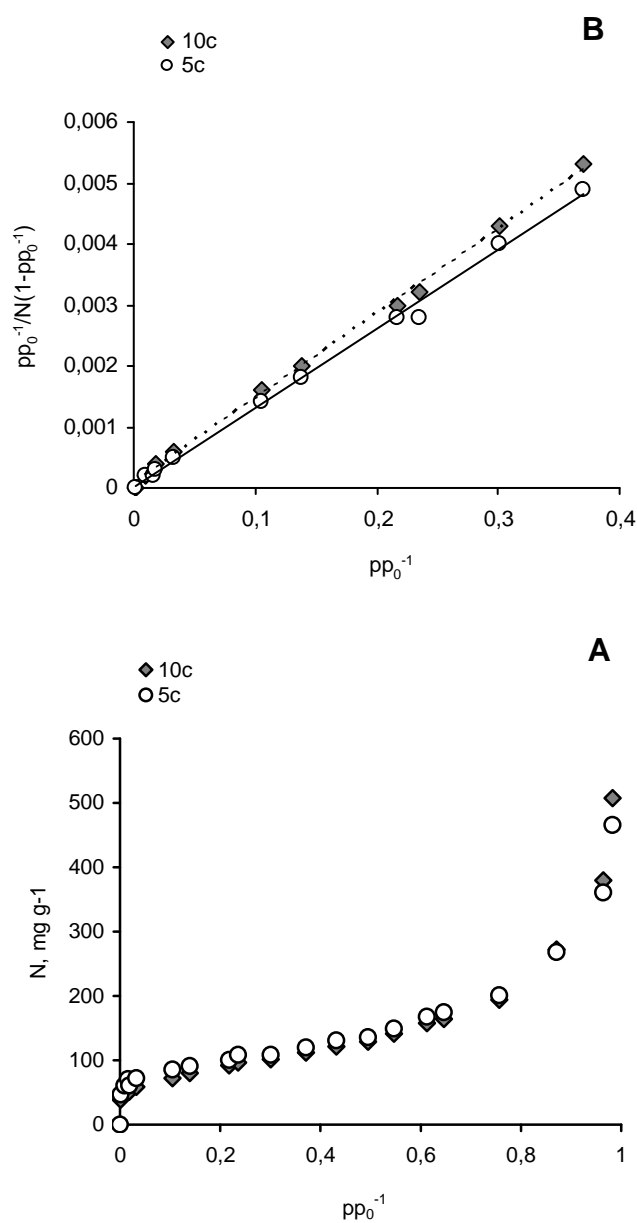 B
10c
5c
0,006
0,005
0,004
0,003
0,002
0,001
0
pp₀⁻¹/N(1-pp₀⁻¹)
0 0,1 0,2 0,3 0,4
pp₀⁻¹
A
10c
5c
600
500
400
300
200
100
0
N, mg g-1
0 0,2 0,4 0,6 0,8 1
pp₀⁻¹